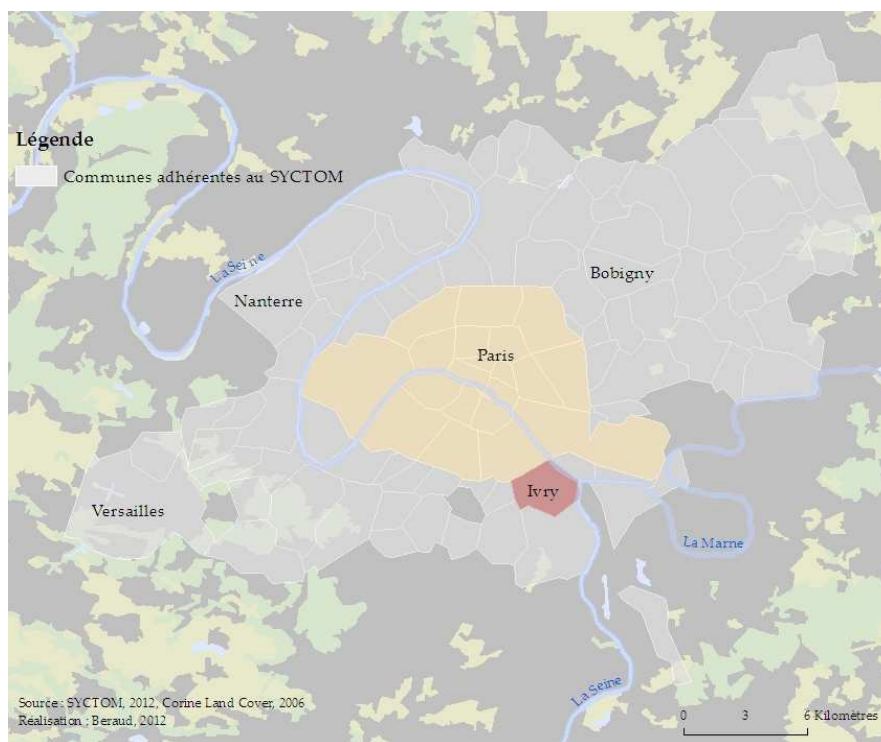 Légende
Communes adhérentes au SYCTOM
La Seine
Nanterre
Bobigny
Paris
Ivry
Versailles
La Marne
La Seine
Source : SYCTOM, 2012, Corine Land Cover, 2006
Réalisation : Beraud, 2012
0 3 6 Kilomètres